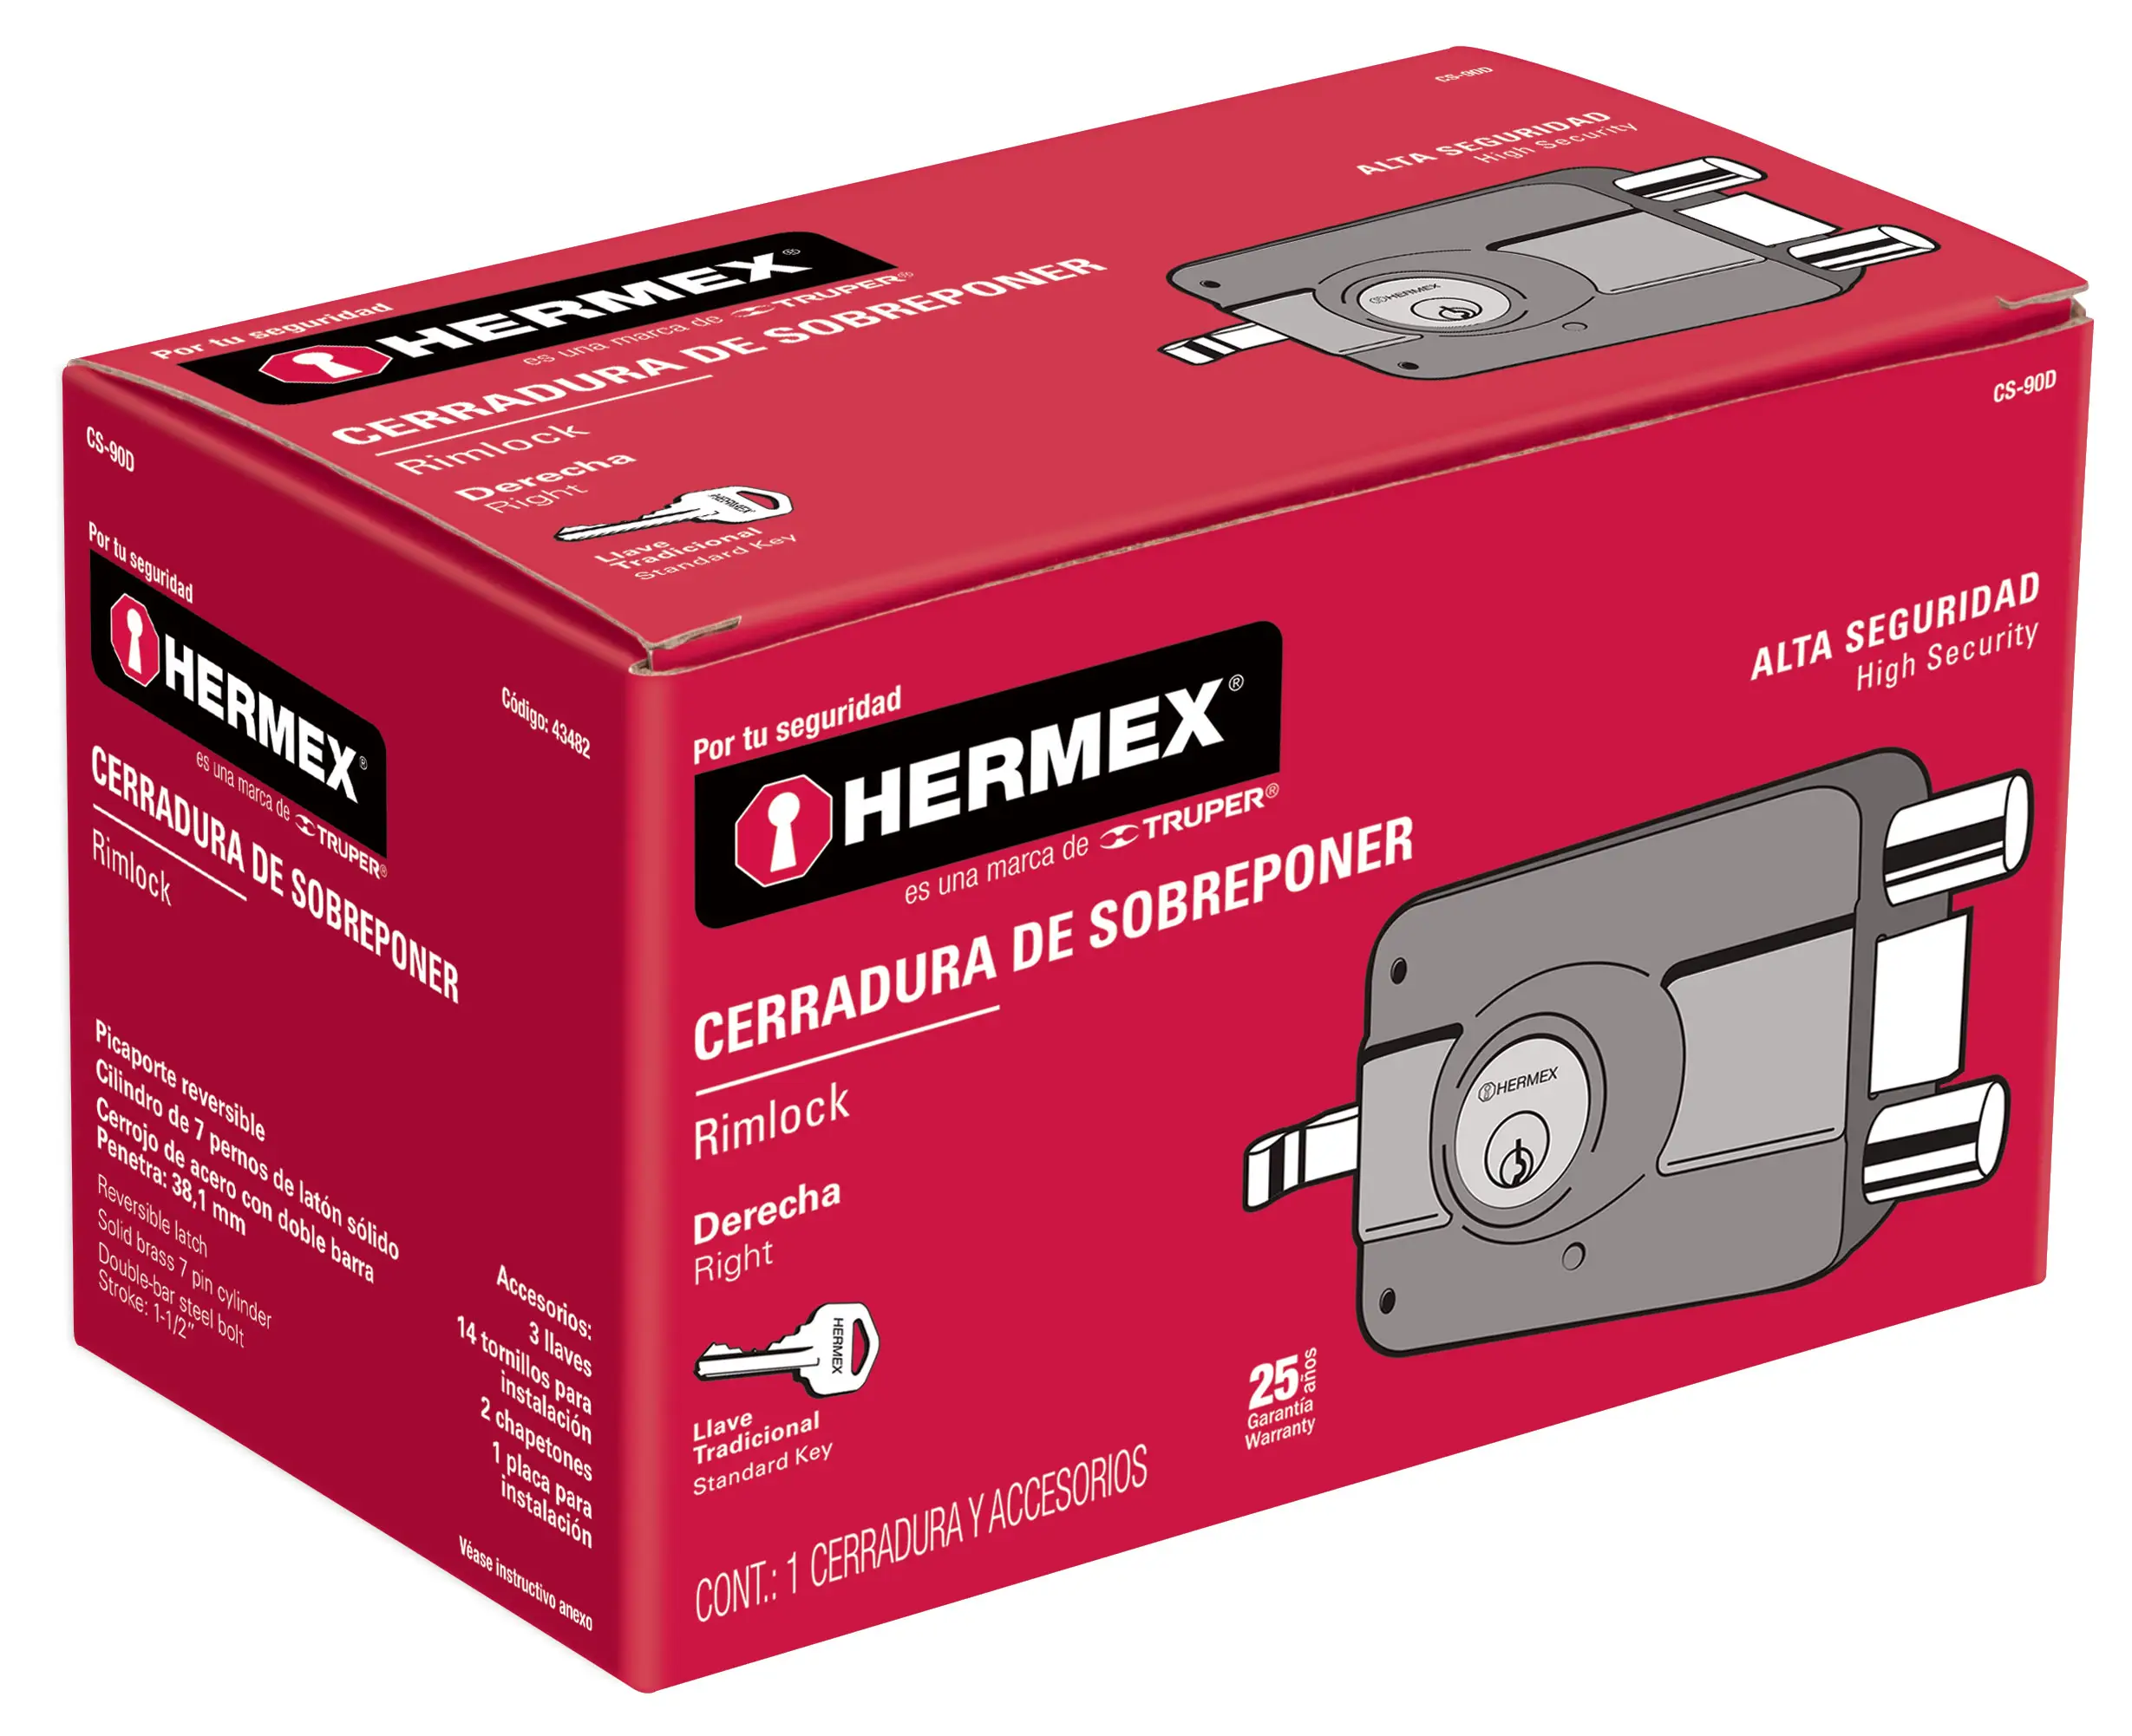 CS-90D
ALTA SEGURIDAD
High Security
Por tu seguridad
HERMEX®
es una marca de TRUPER®
CERRADURA DE SOBREPONER
Rimlock
Derecha
Right
HERMEX
Llave
Tradicional
Standard Key
HERMEX
CS-90D
Por tu seguridad
HERMEX®
es una marca de TRUPER®
Código: 43482
CERRADURA DE SOBREPONER
Rimlock
Picaporte reversible
Cilindro de 7 pernos de latón sólido
Cerrojo de acero con doble barra
Penetra: 38,1 mm
Reversible latch
Solid brass 7 pin cylinder
Double-bar steel bolt
Stroke: 1-1/2"
Accesorios:
3 llaves
14 tornillos para
instalación
2 chapetones
1 placa para
instalación
Véase instructivo anexo
CS-90D
ALTA SEGURIDAD
High Security
Por tu seguridad
HERMEX®
es una marca de TRUPER®
CERRADURA DE SOBREPONER
Rimlock
Derecha
Right
HERMEX
Llave
Tradicional
Standard Key
HERMEX
25 años
Garantía
Warranty
CONT.: 1 CERRADURA Y ACCESORIOS